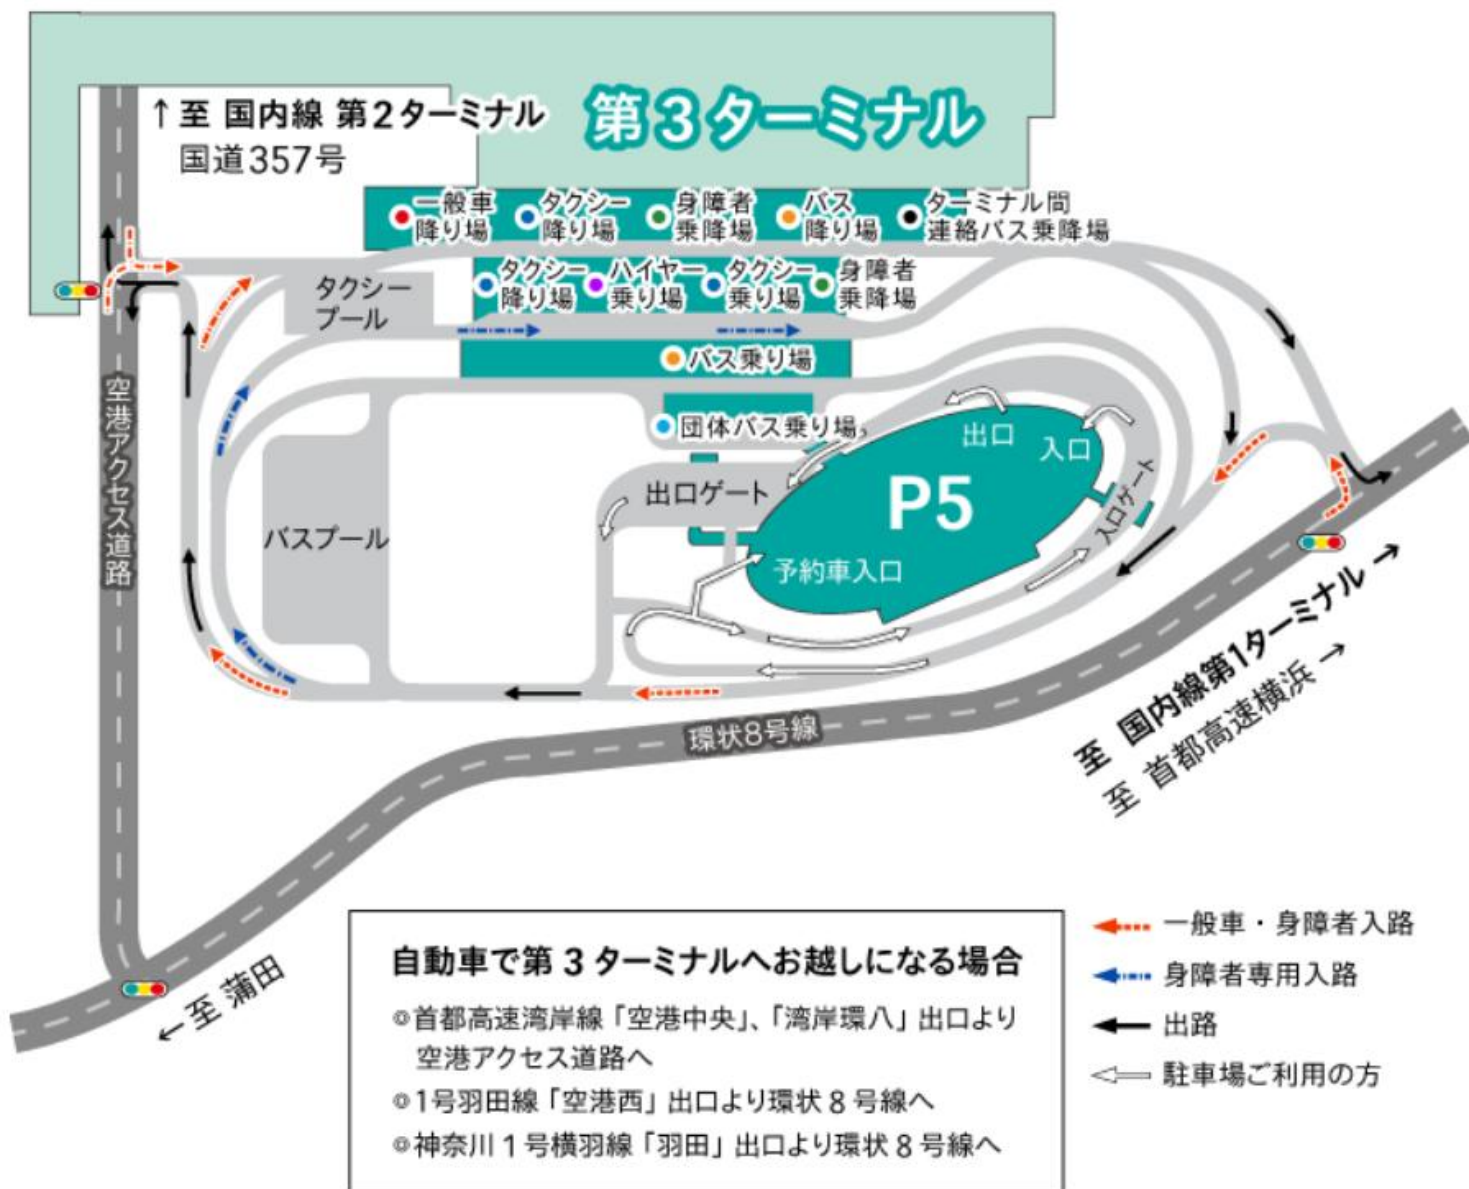 ↑至 国内線 第2ターミナル
国道357号
第3ターミナル
一般車
降り場
タクシー
降り場
身障者
乗降場
バス
降り場
ターミナル間
連絡バス乗降場
タクシー
プール
タクシー
降り場
ハイヤー
乗り場
タクシー
乗り場
身障者
乗降場
バス乗り場
団体バス乗り場
空港アクセス道路
バスプール
出口ゲート
出口
入口
P5
入口ゲート
予約車入口
環状8号線
至 国内線第1ターミナル→
至 首都高速横浜→
←至 蒲田
自動車で第3ターミナルへお越しになる場合
◎首都高速湾岸線「空港中央」、「湾岸環八」出口より
空港アクセス道路へ
◎1号羽田線「空港西」出口より環状8号線へ
◎神奈川1号横羽線「羽田」出口より環状8号線へ
一般車・身障者入路
身障者専用入路
出路
駐車場ご利用の方